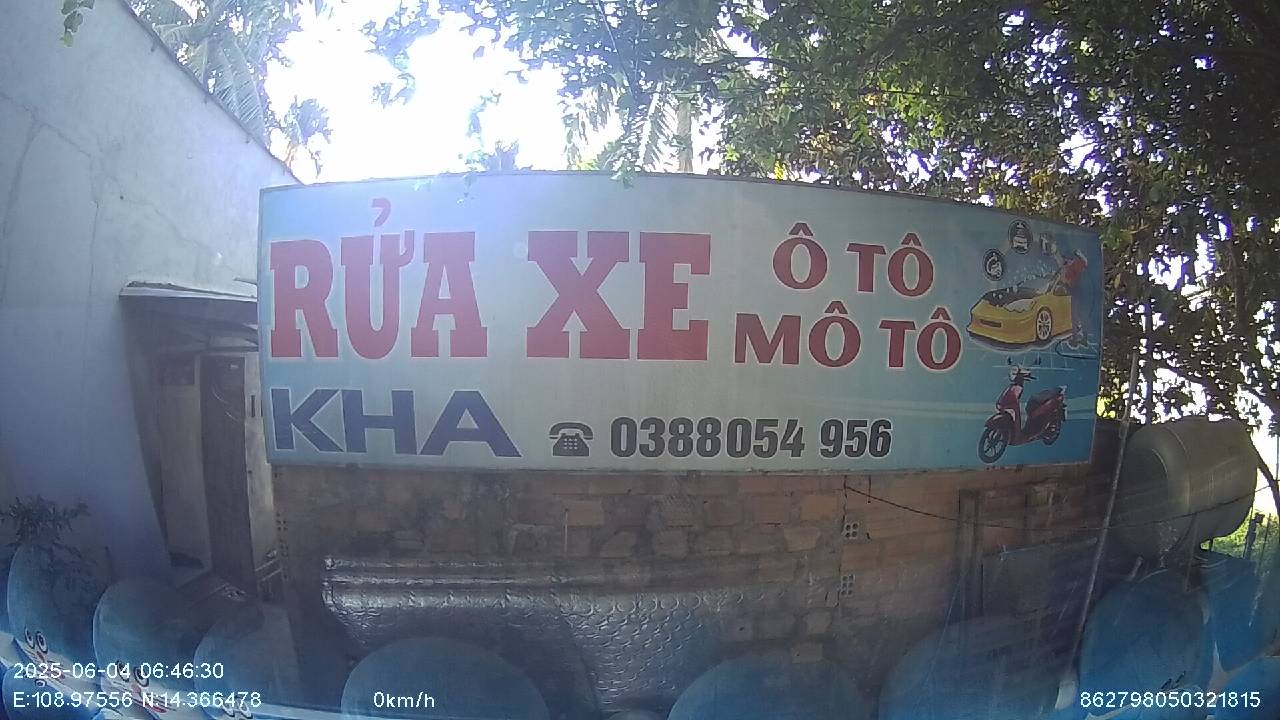 RỬA XE Ô TÔ
MÔ TÔ
KHA ☎ 0388054 956
2025-06-04 06:46:30
E:108.97556 N:14.366478 0km/h 862798050321815